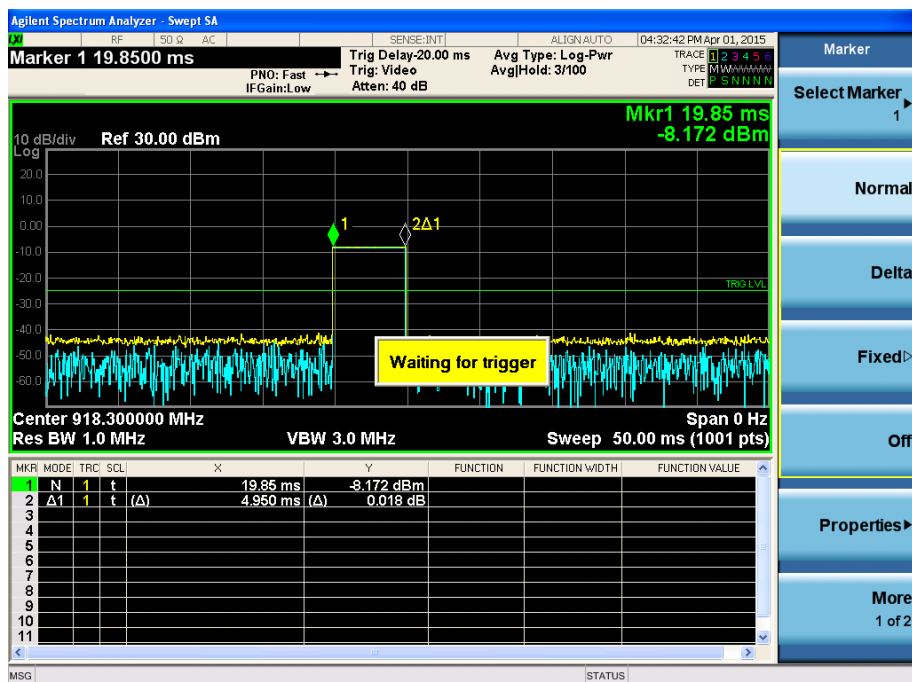 Agilent Spectrum Analyzer - Swept SA
LXI RF 50 Ω AC SENSE:INT ALIGN AUTO 04:32:42 PM Apr 01, 2015
Marker 1 19.8500 ms
PNO: Fast
IFGain:Low
Trig Delay-20.00 ms
Trig: Video
Atten: 40 dB
Avg Type: Log-Pwr
Avg|Hold: 3/100
TRACE 1 2 3 4 5 6
TYPE M WWWWW
DET P S N N N N
Mkr1 19.85 ms
-8.172 dBm
10 dB/div Ref 30.00 dBm
Log
20.0
10.0
0.00
-10.0
-20.0
-30.0
-40.0
-50.0
-60.0
1
2Δ1
TRIG LVL
Waiting for trigger
Center 918.300000 MHz Span 0 Hz
Res BW 1.0 MHz VBW 3.0 MHz Sweep 50.00 ms (1001 pts)
MKR MODE TRC SCL X Y FUNCTION FUNCTION WIDTH FUNCTION VALUE
1 N 1 t 19.85 ms -8.172 dBm
2 Δ1 1 t (Δ) 4.950 ms (Δ) 0.018 dB
3
4
5
6
7
8
9
10
11
MSG STATUS
Marker
Select Marker
1
Normal
Delta
Fixed
Off
Properties
More
1 of 2